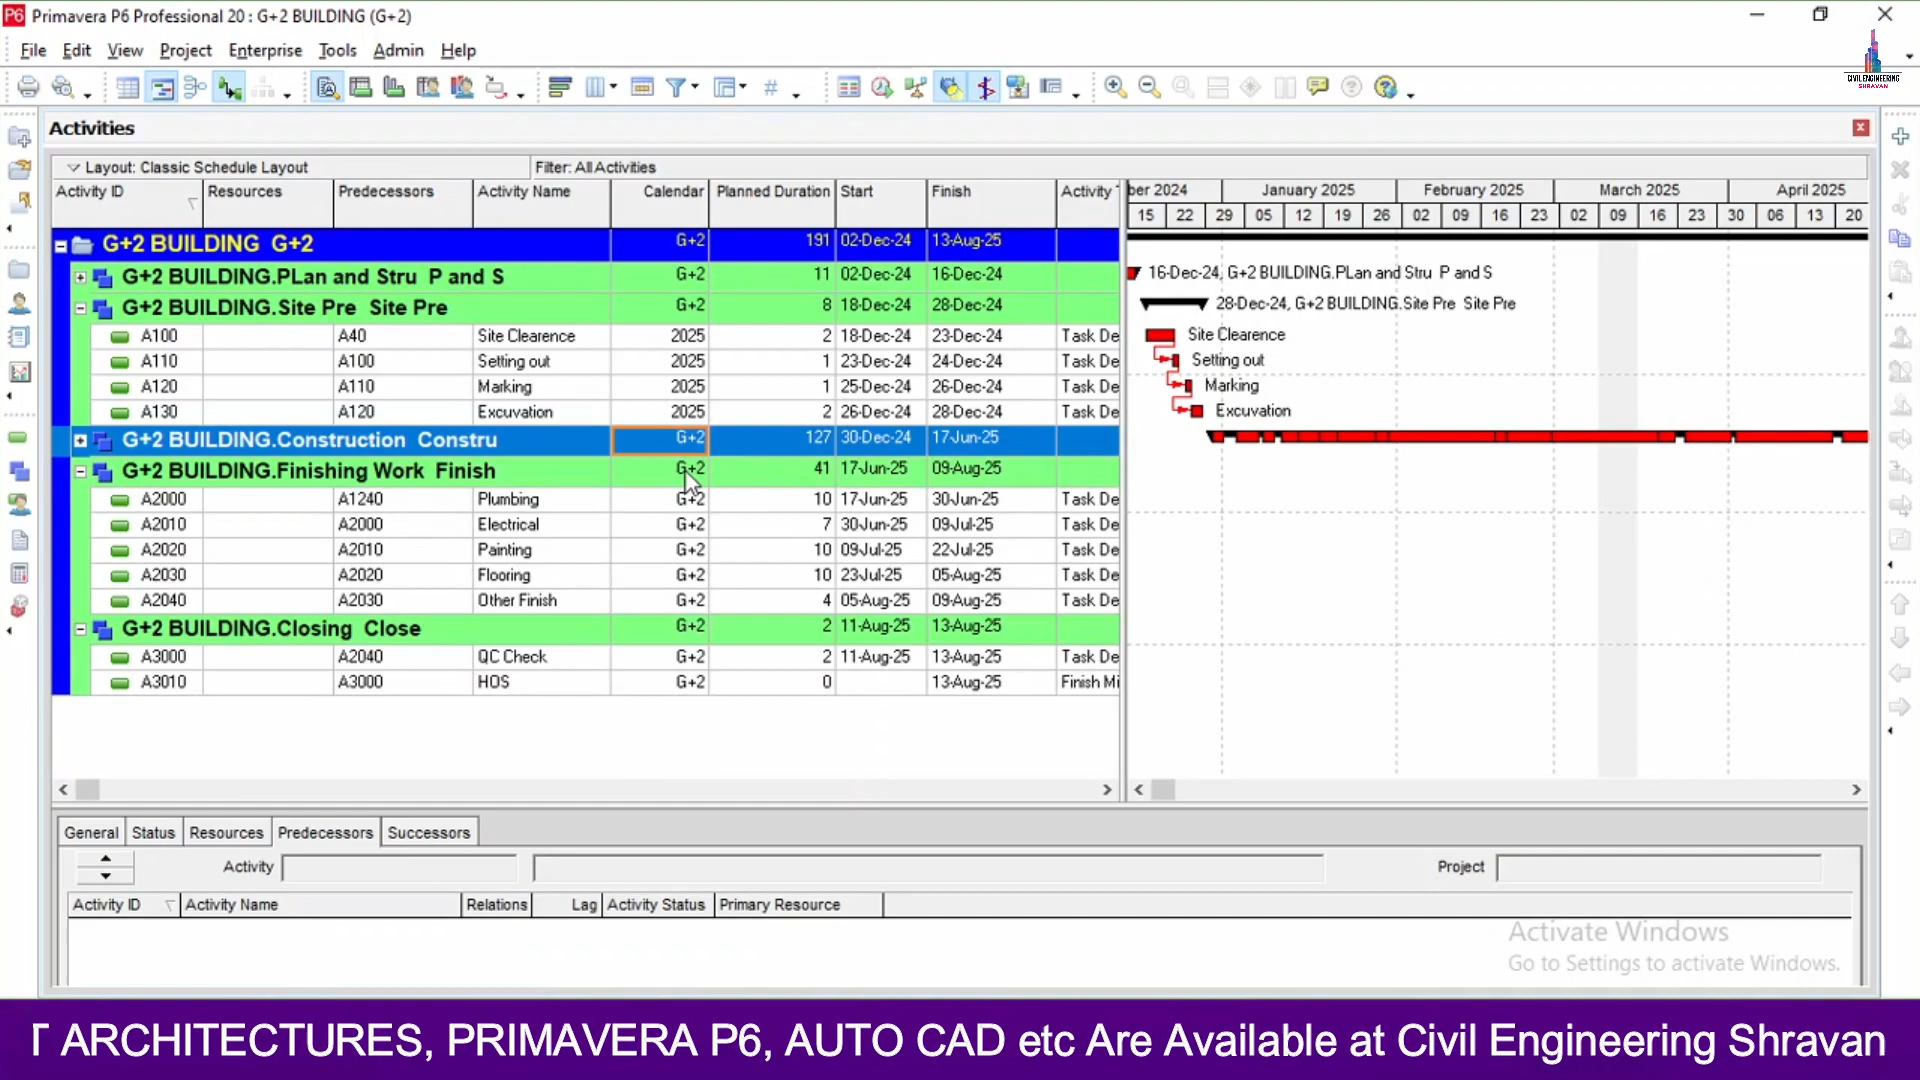 P6 Primavera P6 Professional 20 : G+2 BUILDING (G+2)
File Edit View Project Enterprise Tools Admin Help
CIVIL ENGINEERING
SHRAVAN
Activities
Layout: Classic Schedule Layout Filter: All Activities
Activity ID Resources Predecessors Activity Name Calendar Planned Duration Start Finish Activity T
ber 2024 January 2025 February 2025 March 2025 April 2025
15 22 29 05 12 19 26 02 09 16 23 02 09 16 23 30 06 13 20
G+2 BUILDING G+2 G+2 191 02-Dec-24 13-Aug-25
G+2 BUILDING.PLan and Stru P and S G+2 11 02-Dec-24 16-Dec-24 16-Dec-24, G+2 BUILDING.PLan and Stru P and S
G+2 BUILDING.Site Pre Site Pre G+2 8 18-Dec-24 28-Dec-24 28-Dec-24, G+2 BUILDING.Site Pre Site Pre
A100 A40 Site Clearence 2025 2 18-Dec-24 23-Dec-24 Task De Site Clearence
A110 A100 Setting out 2025 1 23-Dec-24 24-Dec-24 Task De Setting out
A120 A110 Marking 2025 1 25-Dec-24 26-Dec-24 Task De Marking
A130 A120 Excuvation 2025 2 26-Dec-24 28-Dec-24 Task De Excuvation
G+2 BUILDING.Construction Constru G+2 127 30-Dec-24 17-Jun-25
G+2 BUILDING.Finishing Work Finish G+2 41 17-Jun-25 09-Aug-25
A2000 A1240 Plumbing G+2 10 17-Jun-25 30-Jun-25 Task De
A2010 A2000 Electrical G+2 7 30-Jun-25 09-Jul-25 Task De
A2020 A2010 Painting G+2 10 09-Jul-25 22-Jul-25 Task De
A2030 A2020 Flooring G+2 10 23-Jul-25 05-Aug-25 Task De
A2040 A2030 Other Finish G+2 4 05-Aug-25 09-Aug-25 Task De
G+2 BUILDING.Closing Close G+2 2 11-Aug-25 13-Aug-25
A3000 A2040 QC Check G+2 2 11-Aug-25 13-Aug-25 Task De
A3010 A3000 HOS G+2 0 13-Aug-25 Finish Mi
General Status Resources Predecessors Successors
Activity Project
Activity ID Activity Name Relations Lag Activity Status Primary Resource
Activate Windows
Go to Settings to activate Windows.
T ARCHITECTURES, PRIMAVERA P6, AUTO CAD etc Are Available at Civil Engineering Shravan